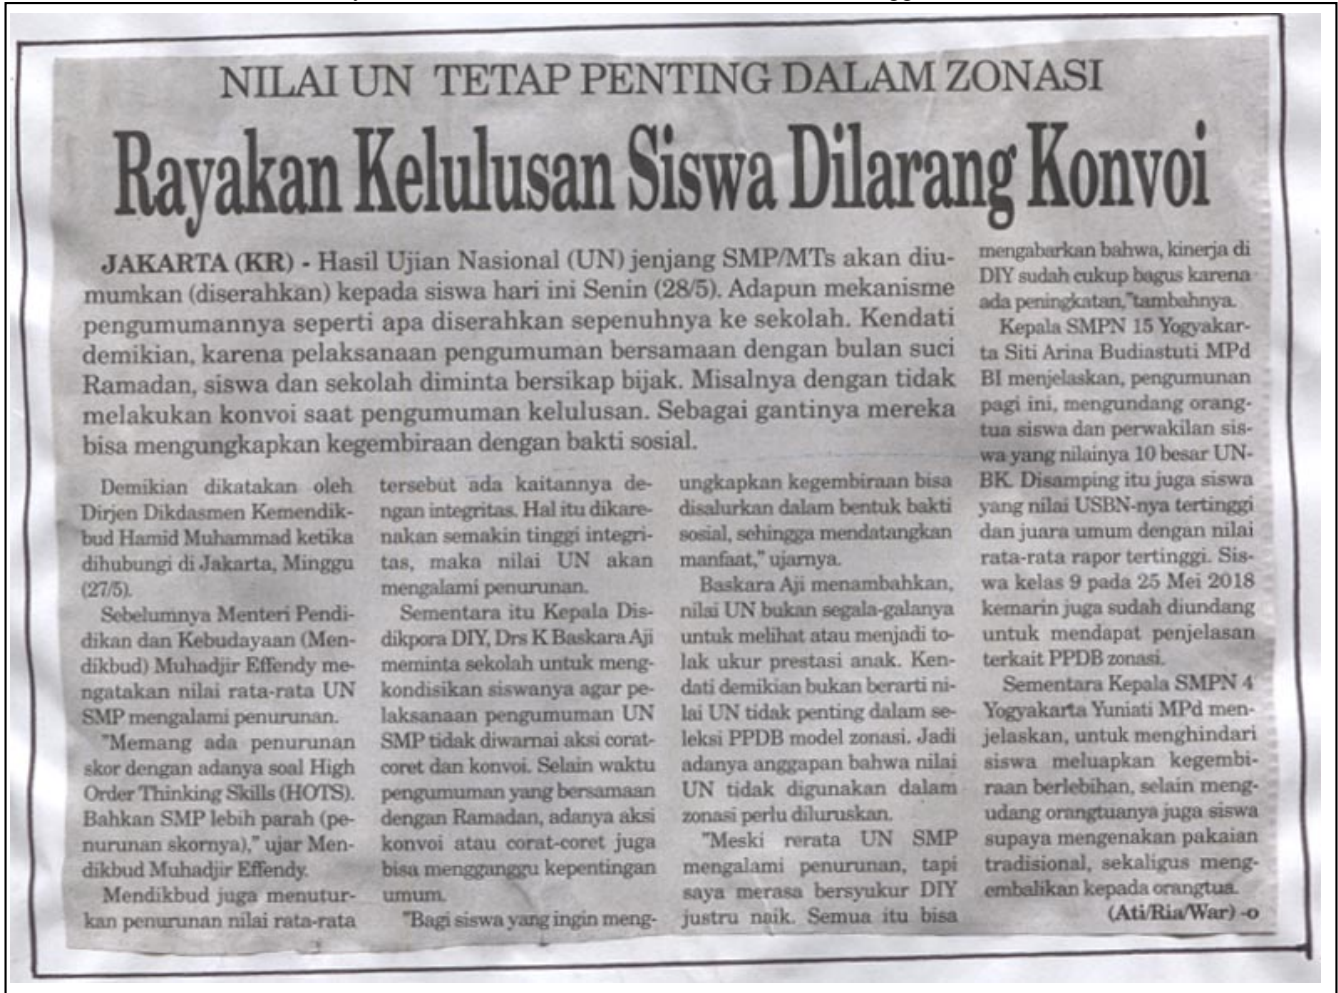 NILAI UN TETAP PENTING DALAM ZONASI
Rayakan Kelulusan Siswa Dilarang Konvoi
JAKARTA (KR) - Hasil Ujian Nasional (UN) jenjang SMP/MTs akan diu-
mumkan (diserahkan) kepada siswa hari ini Senin (28/5). Adapun mekanisme
pengumumannya seperti apa diserahkan sepenuhnya ke sekolah. Kendati
demikian, karena pelaksanaan pengumuman bersamaan dengan bulan suci
Ramadan, siswa dan sekolah diminta bersikap bijak. Misalnya dengan tidak
melakukan konvoi saat pengumuman kelulusan. Sebagai gantinya mereka
bisa mengungkapkan kegembiraan dengan bakti sosial.
Demikian dikatakan oleh
Dirjen Dikdasmen Kemendik-
bud Hamid Muhammad ketika
dihubungi di Jakarta, Minggu
(27/5).
Sebelumnya Menteri Pendi-
dikan dan Kebudayaan (Men-
dikbud) Muhadjir Effendy me-
ngatakan nilai rata-rata UN
SMP mengalami penurunan.
"Memang ada penurunan
skor dengan adanya soal High
Order Thinking Skills (HOTS).
Bahkan SMP lebih parah (pe-
nurunan skornya)," ujar Men-
dikbud Muhadjir Effendy.
Mendikbud juga menutur-
kan penurunan nilai rata-rata
tersebut ada kaitannya de-
ngan integritas. Hal itu dikare-
nakan semakin tinggi integri-
tas, maka nilai UN akan
mengalami penurunan.
Sementara itu Kepala Dis-
dikpora DIY, Drs K Baskara Aji
meminta sekolah untuk meng-
kondisikan siswanya agar pe-
laksanaan pengumuman UN
SMP tidak diwarnai aksi corat-
coret dan konvoi. Selain waktu
pengumuman yang bersamaan
dengan Ramadan, adanya aksi
konvoi atau corat-coret juga
bisa mengganggu kepentingan
umum.
"Bagi siswa yang ingin meng-
ungkapkan kegembiraan bisa
disalurkan dalam bentuk bakti
sosial, sehingga mendatangkan
manfaat," ujarnya.
Baskara Aji menambahkan,
nilai UN bukan segala-galanya
untuk melihat atau menjadi to-
lak ukur prestasi anak. Ken-
dati demikian bukan berarti ni-
lai UN tidak penting dalam se-
leksi PPDB model zonasi. Jadi
adanya anggapan bahwa nilai
UN tidak digunakan dalam
zonasi perlu diluruskan.
"Meski rerata UN SMP
mengalami penurunan, tapi
saya merasa bersyukur DIY
justru naik. Semua itu bisa
mengabarkan bahwa, kinerja di
DIY sudah cukup bagus karena
ada peningkatan,"tambahnya.
Kepala SMPN 15 Yogyakar-
ta Siti Arina Budiastuti MPd
BI menjelaskan, pengumunan
pagi ini, mengundang orang-
tua siswa dan perwakilan sis-
wa yang nilainya 10 besar UN-
BK. Disamping itu juga siswa
yang nilai USBN-nya tertinggi
dan juara umum dengan nilai
rata-rata rapor tertinggi. Sis-
wa kelas 9 pada 25 Mei 2018
kemarin juga sudah diundang
untuk mendapat penjelasan
terkait PPDB zonasi.
Sementara Kepala SMPN 4
Yogyakarta Yuniati MPd men-
jelaskan, untuk menghindari
siswa meluapkan kegembi-
raan berlebihan, selain meng-
udang orangtuanya juga siswa
supaya mengenakan pakaian
tradisional, sekaligus meng-
embalikan kepada orangtua.
(Ati/Ria/War) -o